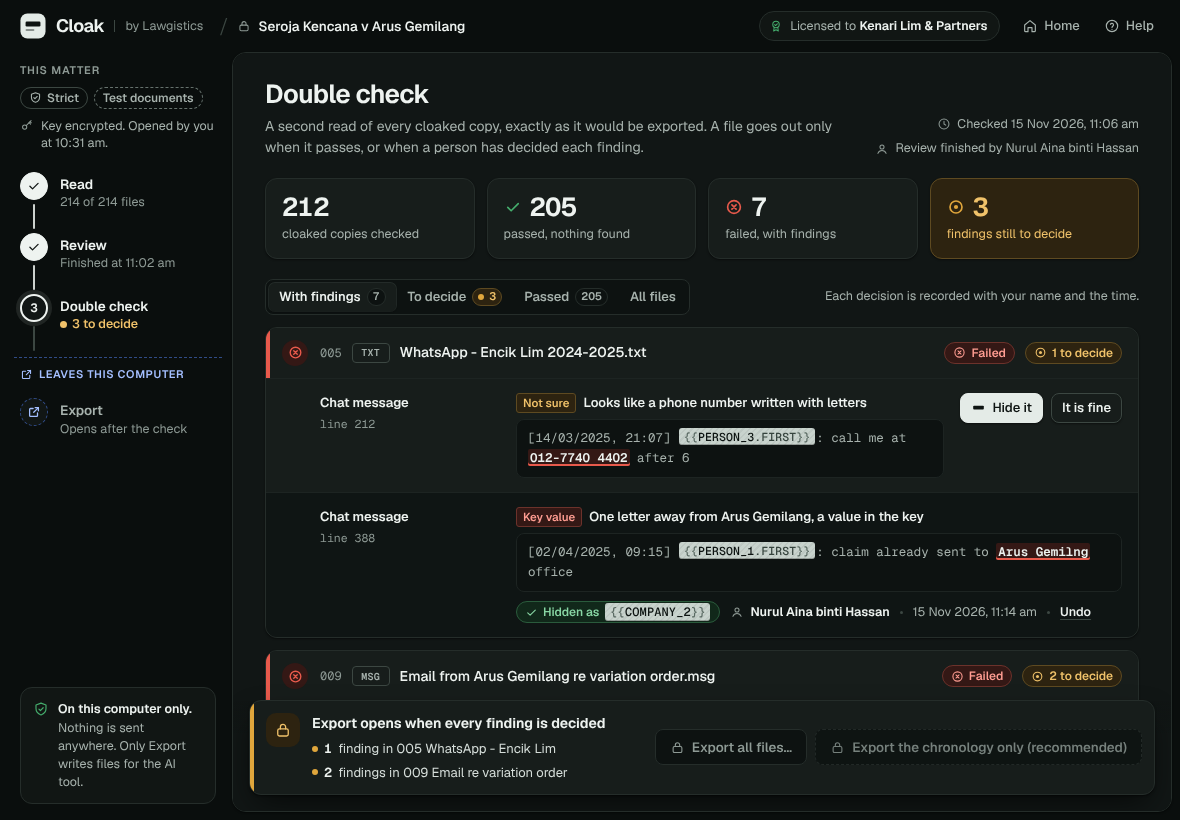 Cloak
by Lawgistics
/
Seroja Kencana v Arus Gemilang
Licensed to Kenari Lim & Partners
Home
Help
THIS MATTER
Strict
Test documents
Key encrypted. Opened by you
at 10:31 am.
Read
214 of 214 files
Review
Finished at 11:02 am
3
Double check
3 to decide
LEAVES THIS COMPUTER
Export
Opens after the check
On this computer only.
Nothing is sent
anywhere. Only Export
writes files for the AI
tool.
Double check
A second read of every cloaked copy, exactly as it would be exported. A file goes out only
when it passes, or when a person has decided each finding.
Checked 15 Nov 2026, 11:06 am
Review finished by Nurul Aina binti Hassan
212
cloaked copies checked
205
passed, nothing found
7
failed, with findings
3
findings still to decide
With findings 7
To decide 3
Passed 205
All files
Each decision is recorded with your name and the time.
005 TXT WhatsApp - Encik Lim 2024-2025.txt
Failed
1 to decide
Chat message
line 212
Not sure Looks like a phone number written with letters
[14/03/2025, 21:07] {{PERSON_3.FIRST}}: call me at
012-7740 4402 after 6
Hide it
It is fine
Chat message
line 388
Key value One letter away from Arus Gemilang, a value in the key
[02/04/2025, 09:15] {{PERSON_1.FIRST}}: claim already sent to Arus Gemilng
office
Hidden as {{COMPANY_2}} Nurul Aina binti Hassan • 15 Nov 2026, 11:14 am • Undo
009 MSG Email from Arus Gemilang re variation order.msg
Failed
2 to decide
Export opens when every finding is decided
1 finding in 005 WhatsApp - Encik Lim
2 findings in 009 Email re variation order
Export all files…
Export the chronology only (recommended)